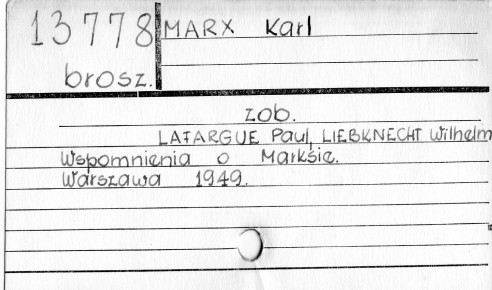 13778 MARX Karl
brosz.
zob.
LAFARGUE Paul, LIEBKNECHT Wilhelm
Wspomnienia o Marksie.
Warszawa 1949.